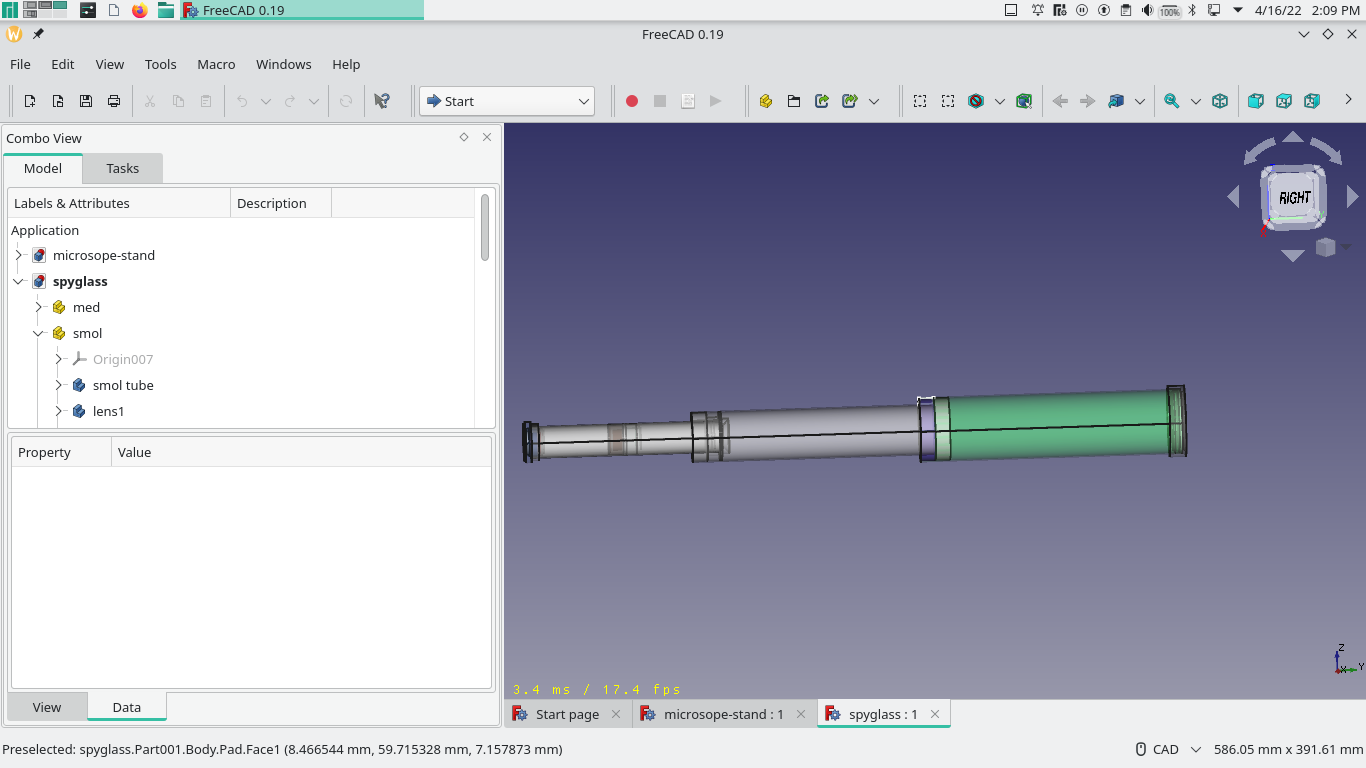 FreeCAD 0.19
100%
4/16/22 2:09 PM
FreeCAD 0.19
File Edit View Tools Macro Windows Help
Start
Combo View
Model Tasks
Labels & Attributes Description
Application
microsope-stand
spyglass
med
smol
Origin007
smol tube
lens1
Property Value
View Data
RIGHT
Z
Y
X
3.4 ms / 17.4 fps
Start page microsope-stand : 1 spyglass : 1
Preselected: spyglass.Part001.Body.Pad.Face1 (8.466544 mm, 59.715328 mm, 7.157873 mm) CAD 586.05 mm x 391.61 mm